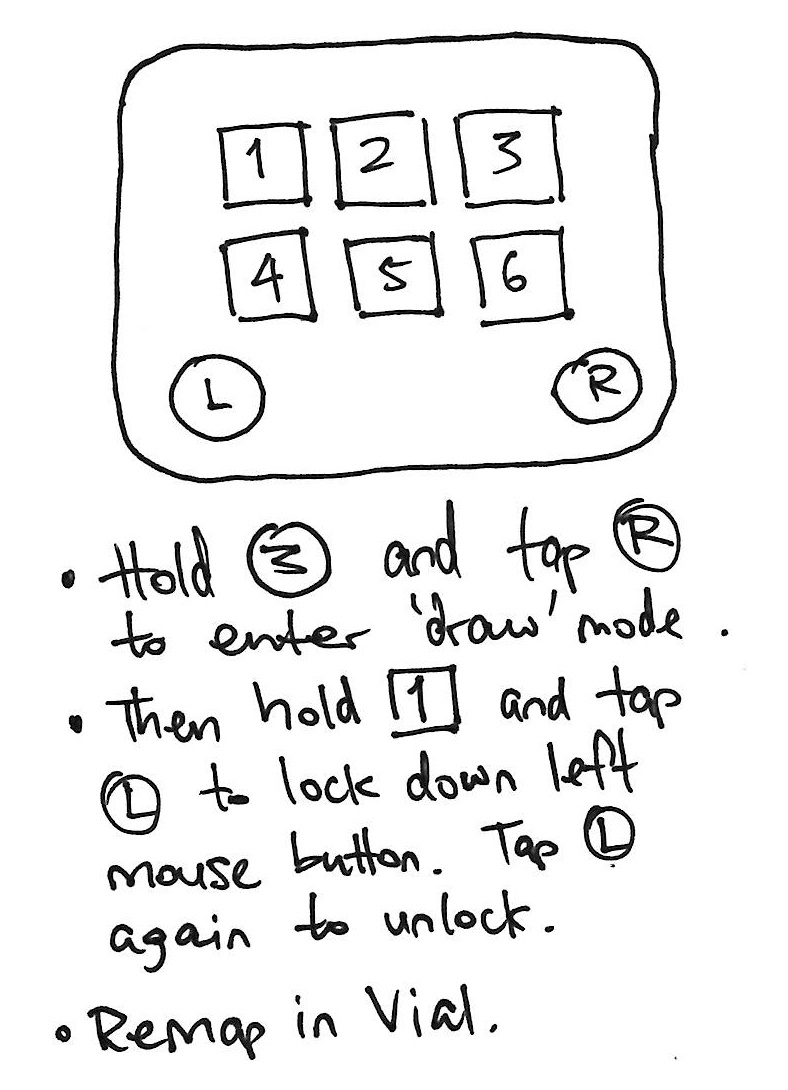 1 2 3
4 5 6
L R
• Hold 3 and tap R
to enter 'draw' mode.
• Then hold 1 and tap
L to lock down left
mouse button. Tap L
again to unlock.
• Remap in Vial.